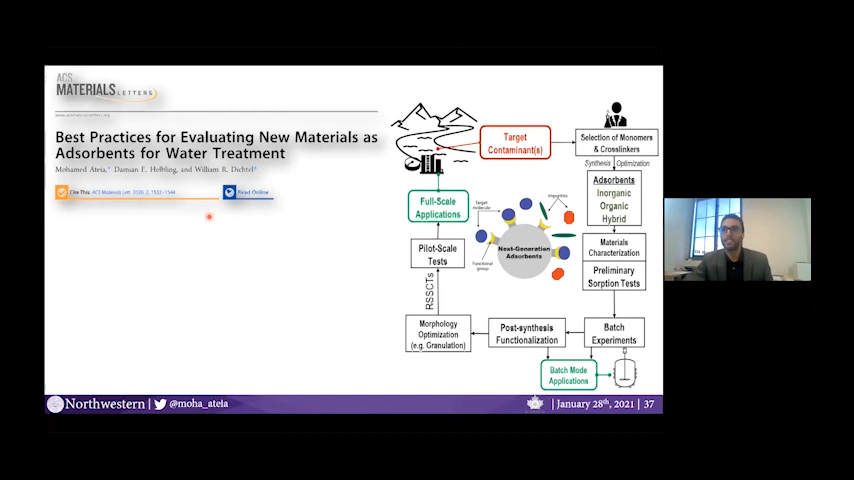 ACS
MATERIALS LETTERS
Best Practices for Evaluating New Materials as
Adsorbents for Water Treatment
Mohamed Ateia,* Damian E. Helbling, and William R. Dichtel*
Cite This: ACS Materials Lett. 2020, 2, 1532−1544
Read Online
Target
Contaminant(s)
Selection of Monomers
& Crosslinkers
Synthesis
Optimization
Adsorbents
Inorganic
Organic
Hybrid
Materials
Characterization
Preliminary
Sorption Tests
Batch
Experiments
Batch Mode
Applications
Post-synthesis
Functionalization
Morphology
Optimization
(e.g. Granulation)
RSSCTs
Pilot-Scale
Tests
Full-Scale
Applications
Target
molecule
Impurities
Next-Generation
Adsorbents
Functional
group
Northwestern | @moha_ateia
| January 28th, 2021 | 37